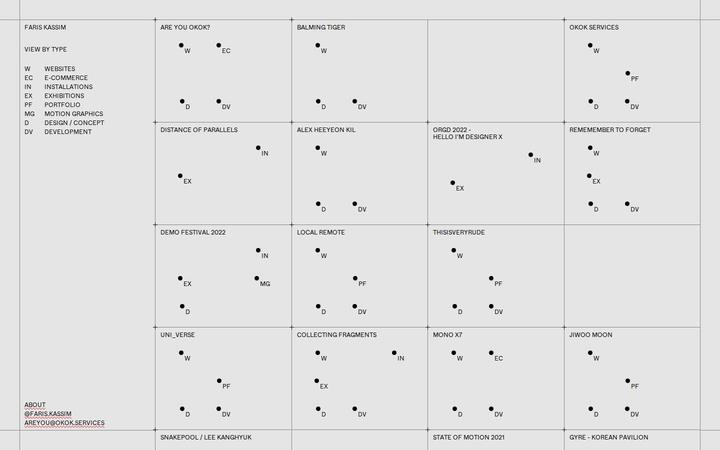 FARIS KASSIM
VIEW BY TYPE
W WEBSITES
EC E-COMMERCE
IN INSTALLATIONS
EX EXHIBITIONS
PF PORTFOLIO
MG MOTION GRAPHICS
D DESIGN / CONCEPT
DV DEVELOPMENT
ABOUT
@FARIS.KASSIM
AREYOU@OKOK.SERVICES
ARE YOU OKOK?
W EC
D DV
BALMING TIGER
W
D DV
OKOK SERVICES
W
PF
D DV
DISTANCE OF PARALLELS
IN
EX
ALEX HEEYEON KIL
W
D DV
ORGD 2022 -
HELLO I'M DESIGNER X
IN
EX
REMEMEMBER TO FORGET
W
EX
D DV
DEMO FESTIVAL 2022
IN
EX MG
D
LOCAL REMOTE
W
PF
D DV
THISISVERYRUDE
W
PF
D DV
UNI_VERSE
W
PF
D DV
COLLECTING FRAGMENTS
W IN
EX
D DV
MONO X7
W EC
D DV
JIWOO MOON
W
PF
D DV
SNAKEPOOL / LEE KANGHYUK
STATE OF MOTION 2021
GYRE - KOREAN PAVILION